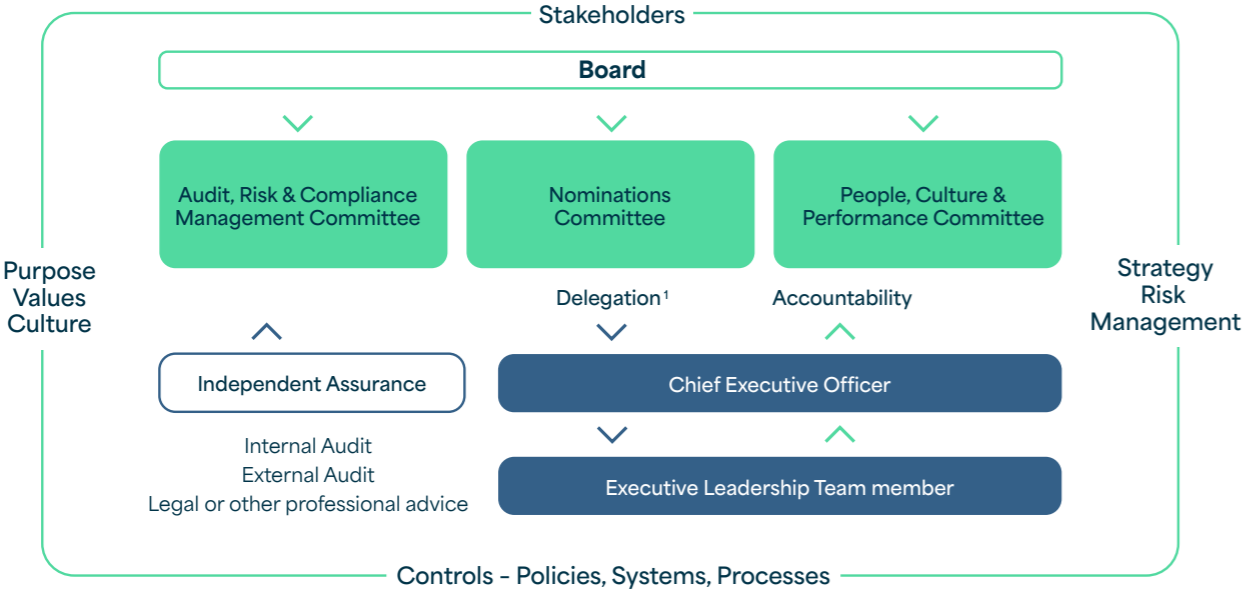 Stakeholders
Board
Audit, Risk & Compliance
Management Committee
Nominations
Committee
People, Culture &
Performance Committee
Purpose
Values
Culture
Strategy
Risk
Management
Delegation¹
Accountability
Independent Assurance
Chief Executive Officer
Internal Audit
External Audit
Legal or other professional advice
Executive Leadership Team member
Controls – Policies, Systems, Processes